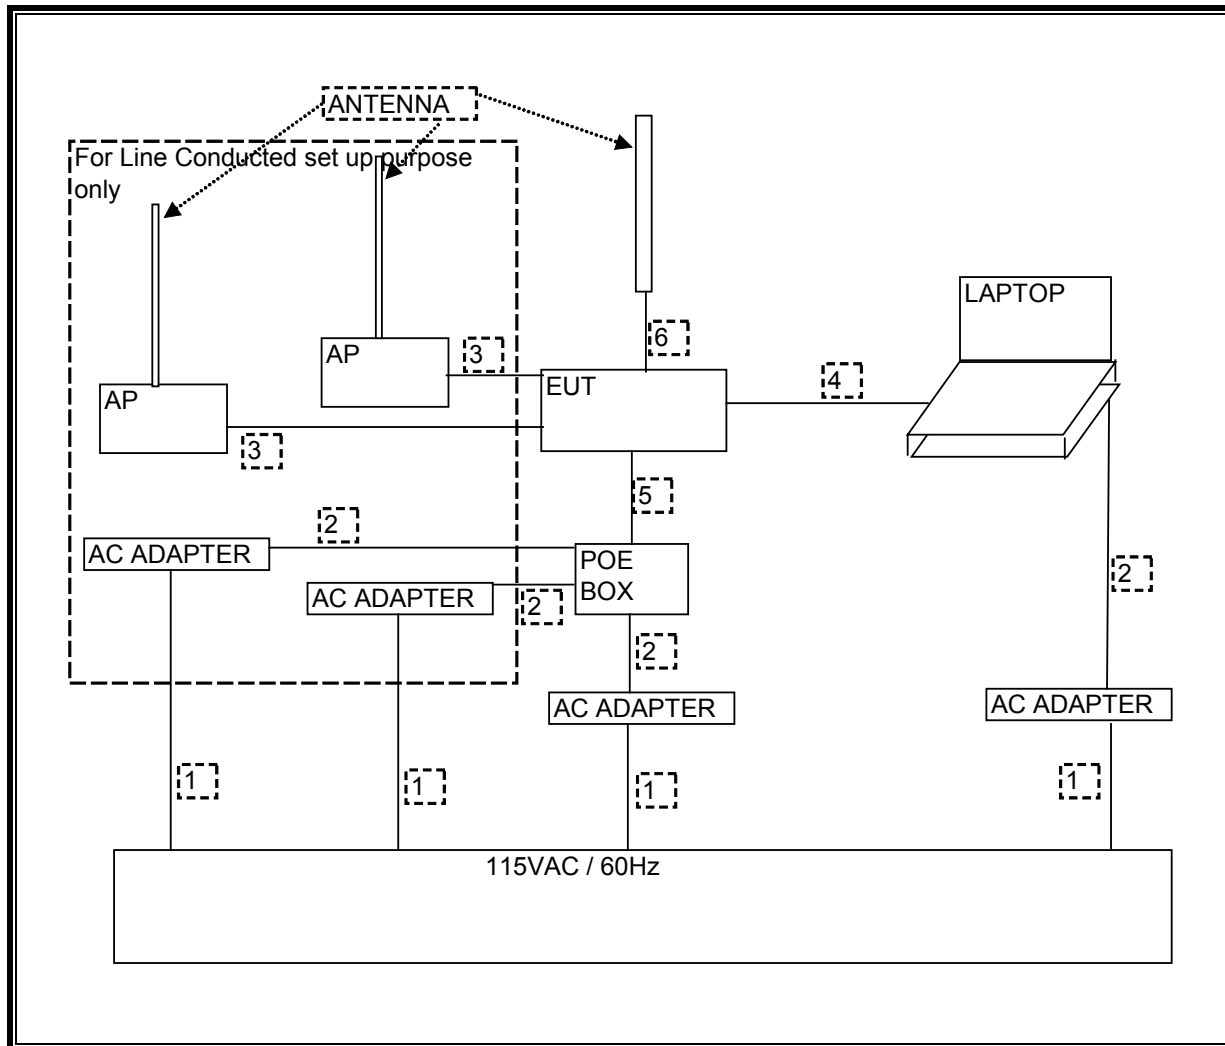 ANTENNA
For Line Conducted set up purpose
only
LAPTOP
6
AP
3
EUT
4
AP
3
5
2
AC ADAPTER
POE
BOX
AC ADAPTER
2
2
2
AC ADAPTER
AC ADAPTER
1
1
1
1
115VAC / 60Hz